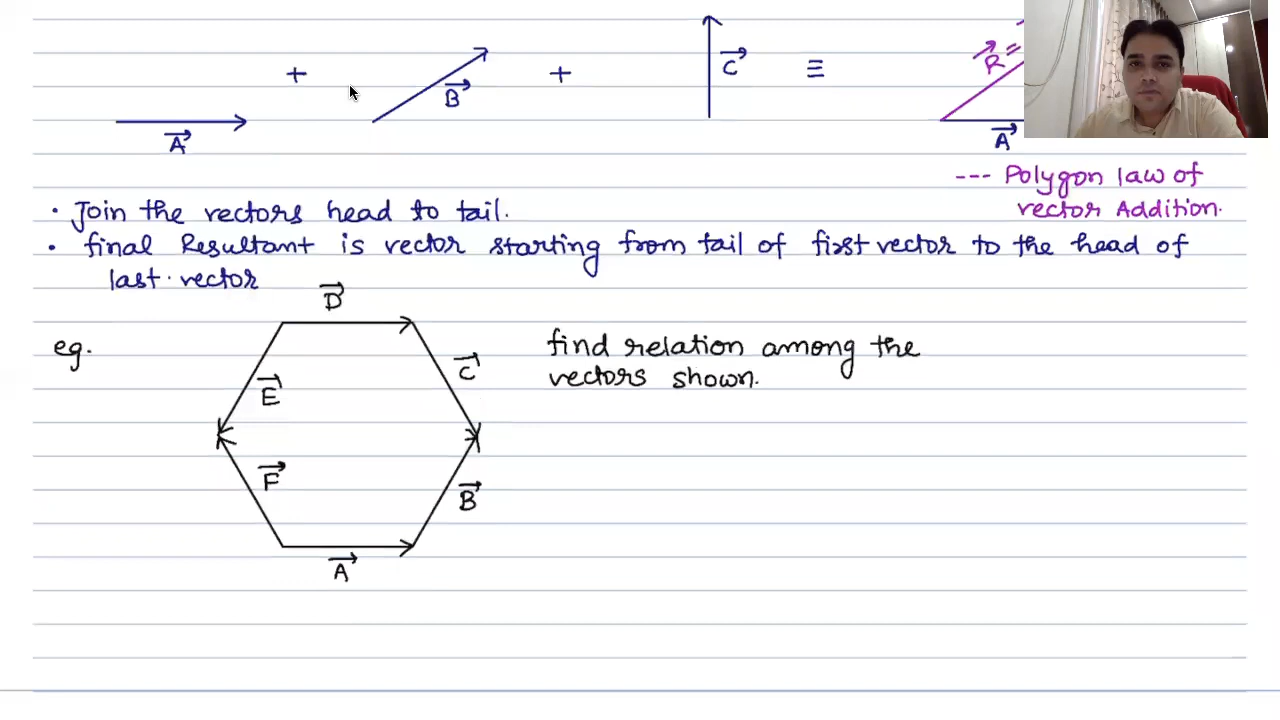 + + ≡
A⃗ B⃗ C⃗ R⃗ = A⃗
--- Polygon law of
vector Addition.
· Join the vectors head to tail.
· final Resultant is vector starting from tail of first vector to the head of
last vector
eg.
D⃗
E⃗ C⃗
F⃗ B⃗
A⃗
find relation among the
vectors shown.